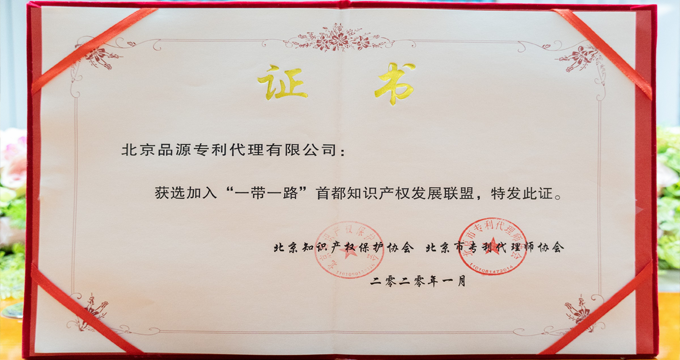 证书
北京品源专利代理有限公司：
获选加入“一带一路”首都知识产权发展联盟，特发此证。
北京知识产权保护协会 北京市专利代理师协会
二零二零年一月